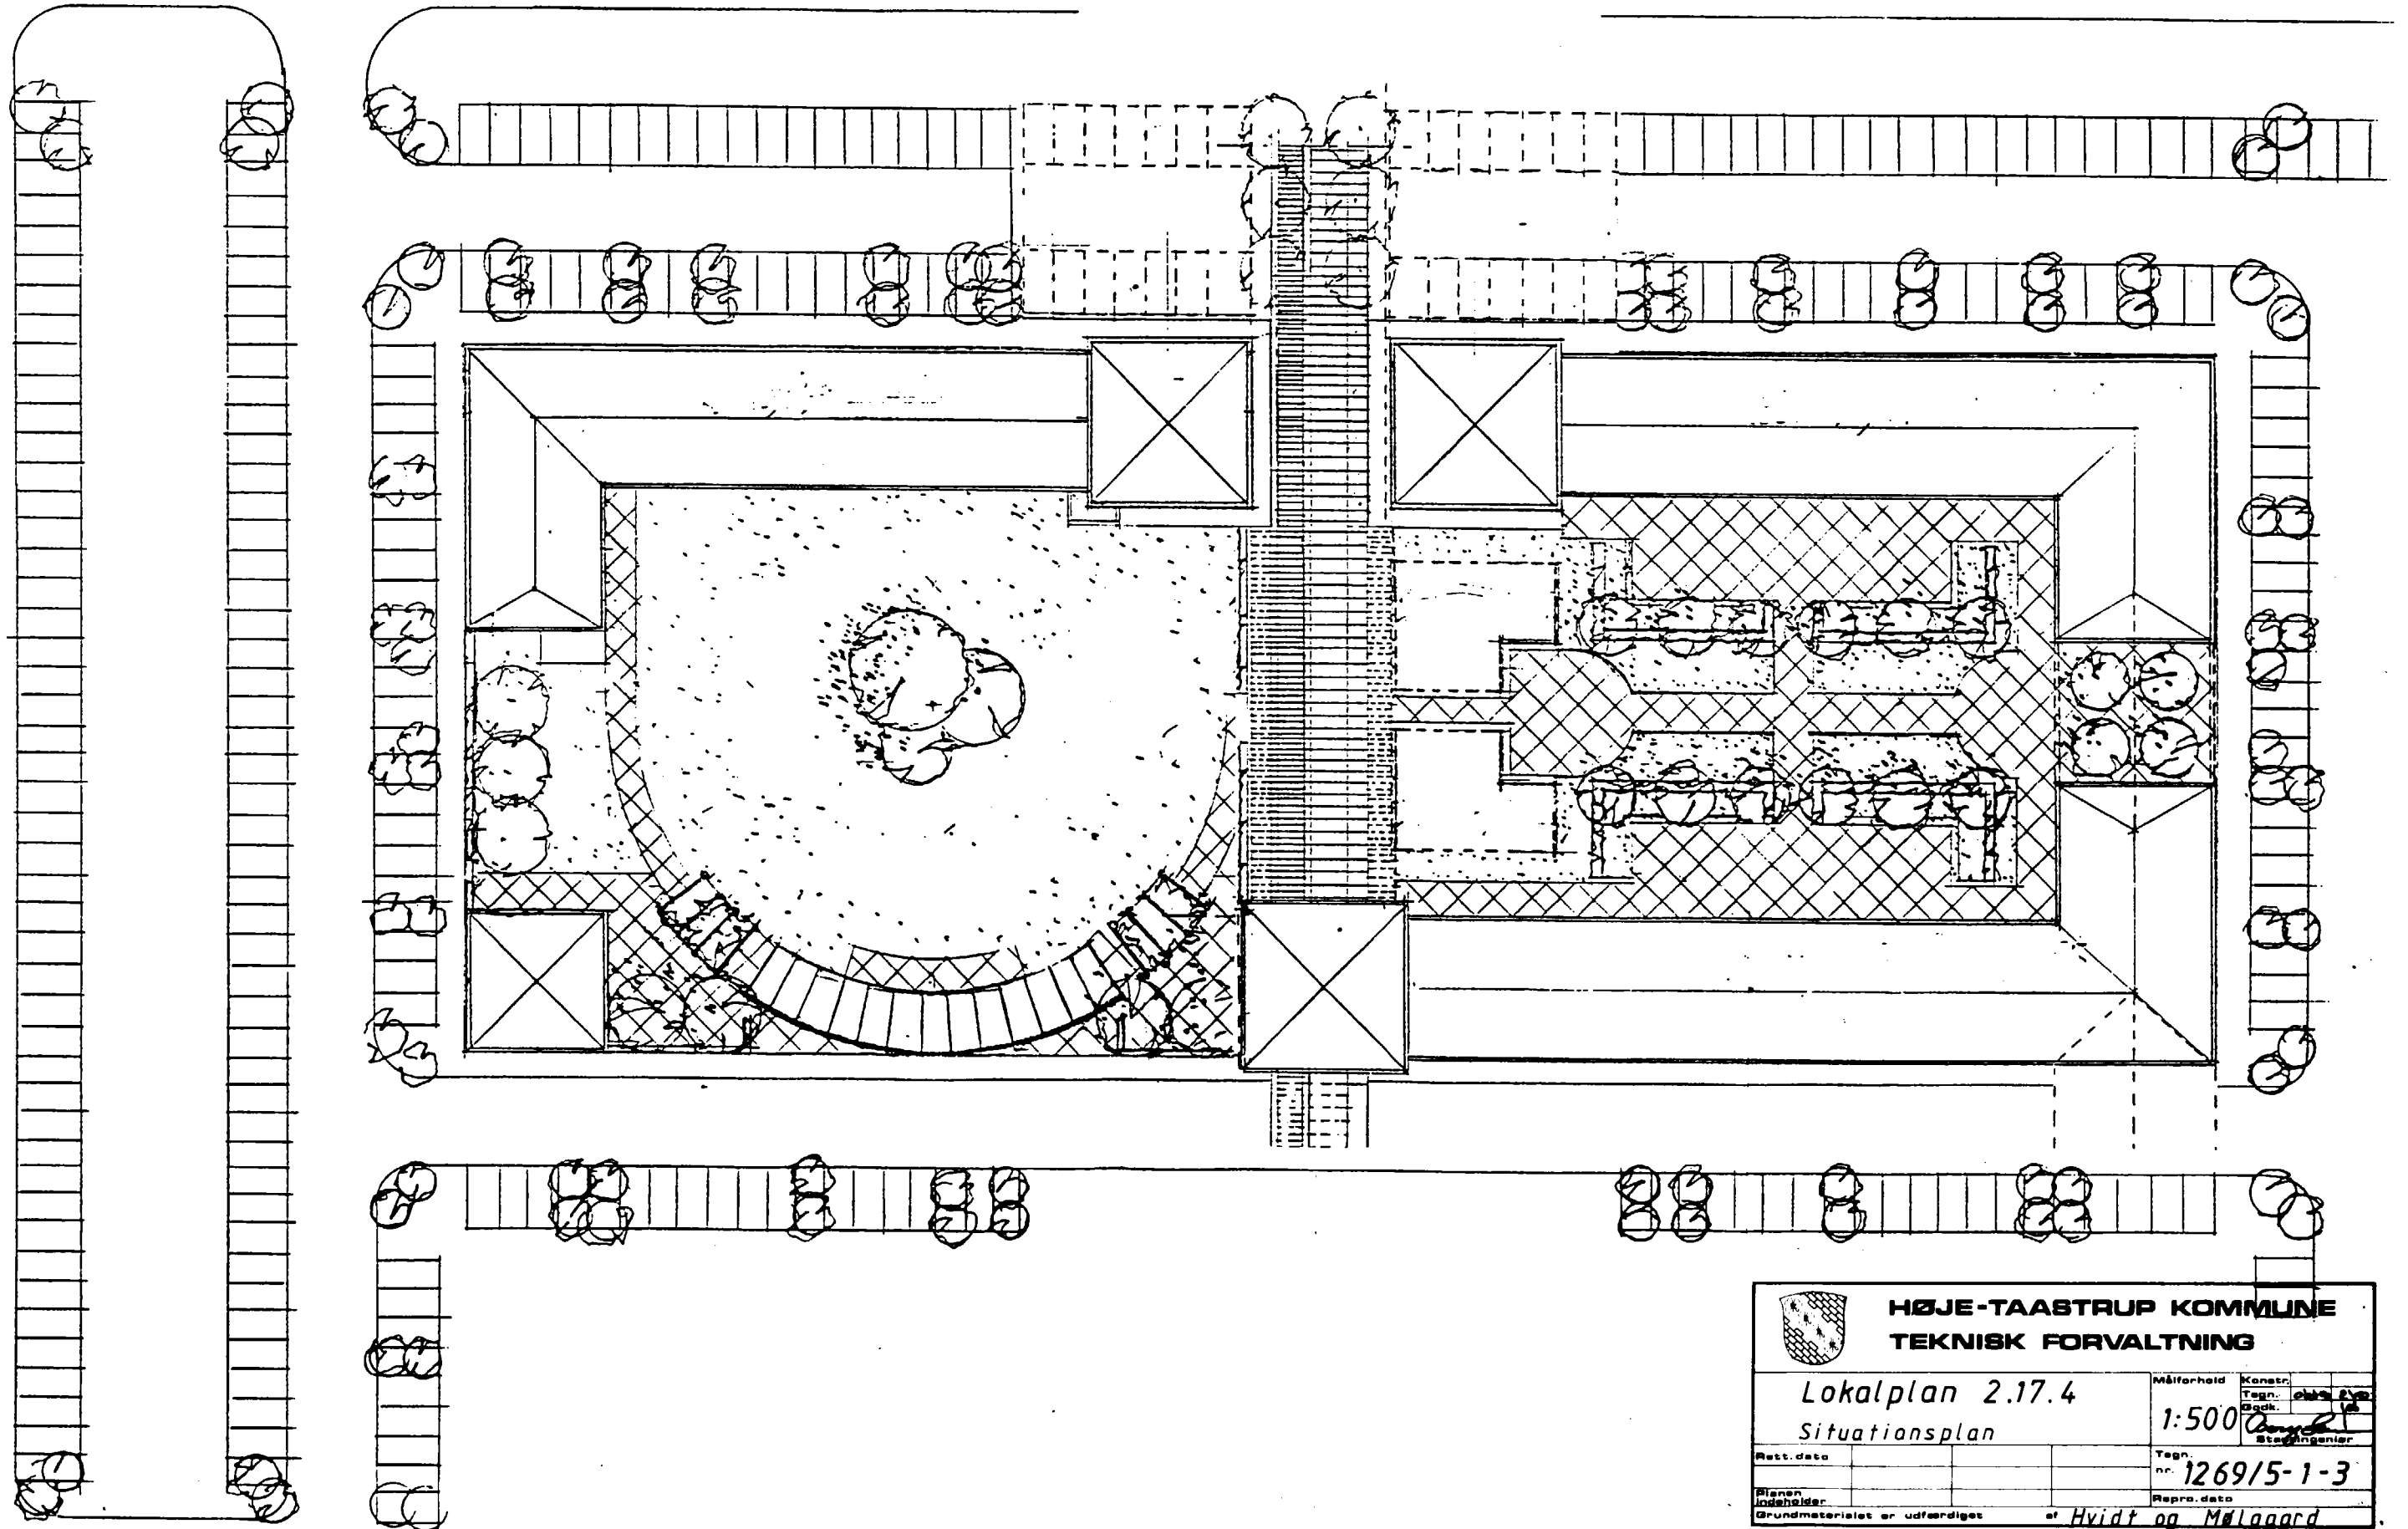 HØJE-TAASTRUP KOMMUNE
TEKNISK FORVALTNING
Lokalplan 2.17.4
Situationsplan
Målforhold
1:500
Konstr.
Tegn.
Godk.
Stadsingeniør
Rett.dato
Tegn.
nr. 1269/5-1-3
Planen
indeholder
Repro.dato
Grundmaterialet er udfærdiget af Hvidt og Mølgaard